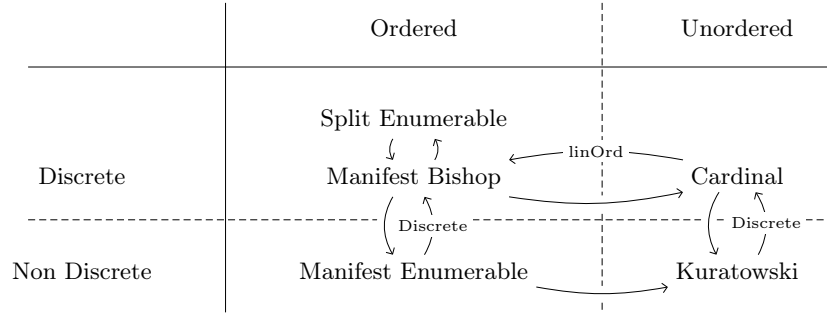 Ordered Unordered
Split Enumerable
linOrd
Discrete Manifest Bishop Cardinal
Discrete Discrete
Non Discrete Manifest Enumerable Kuratowski